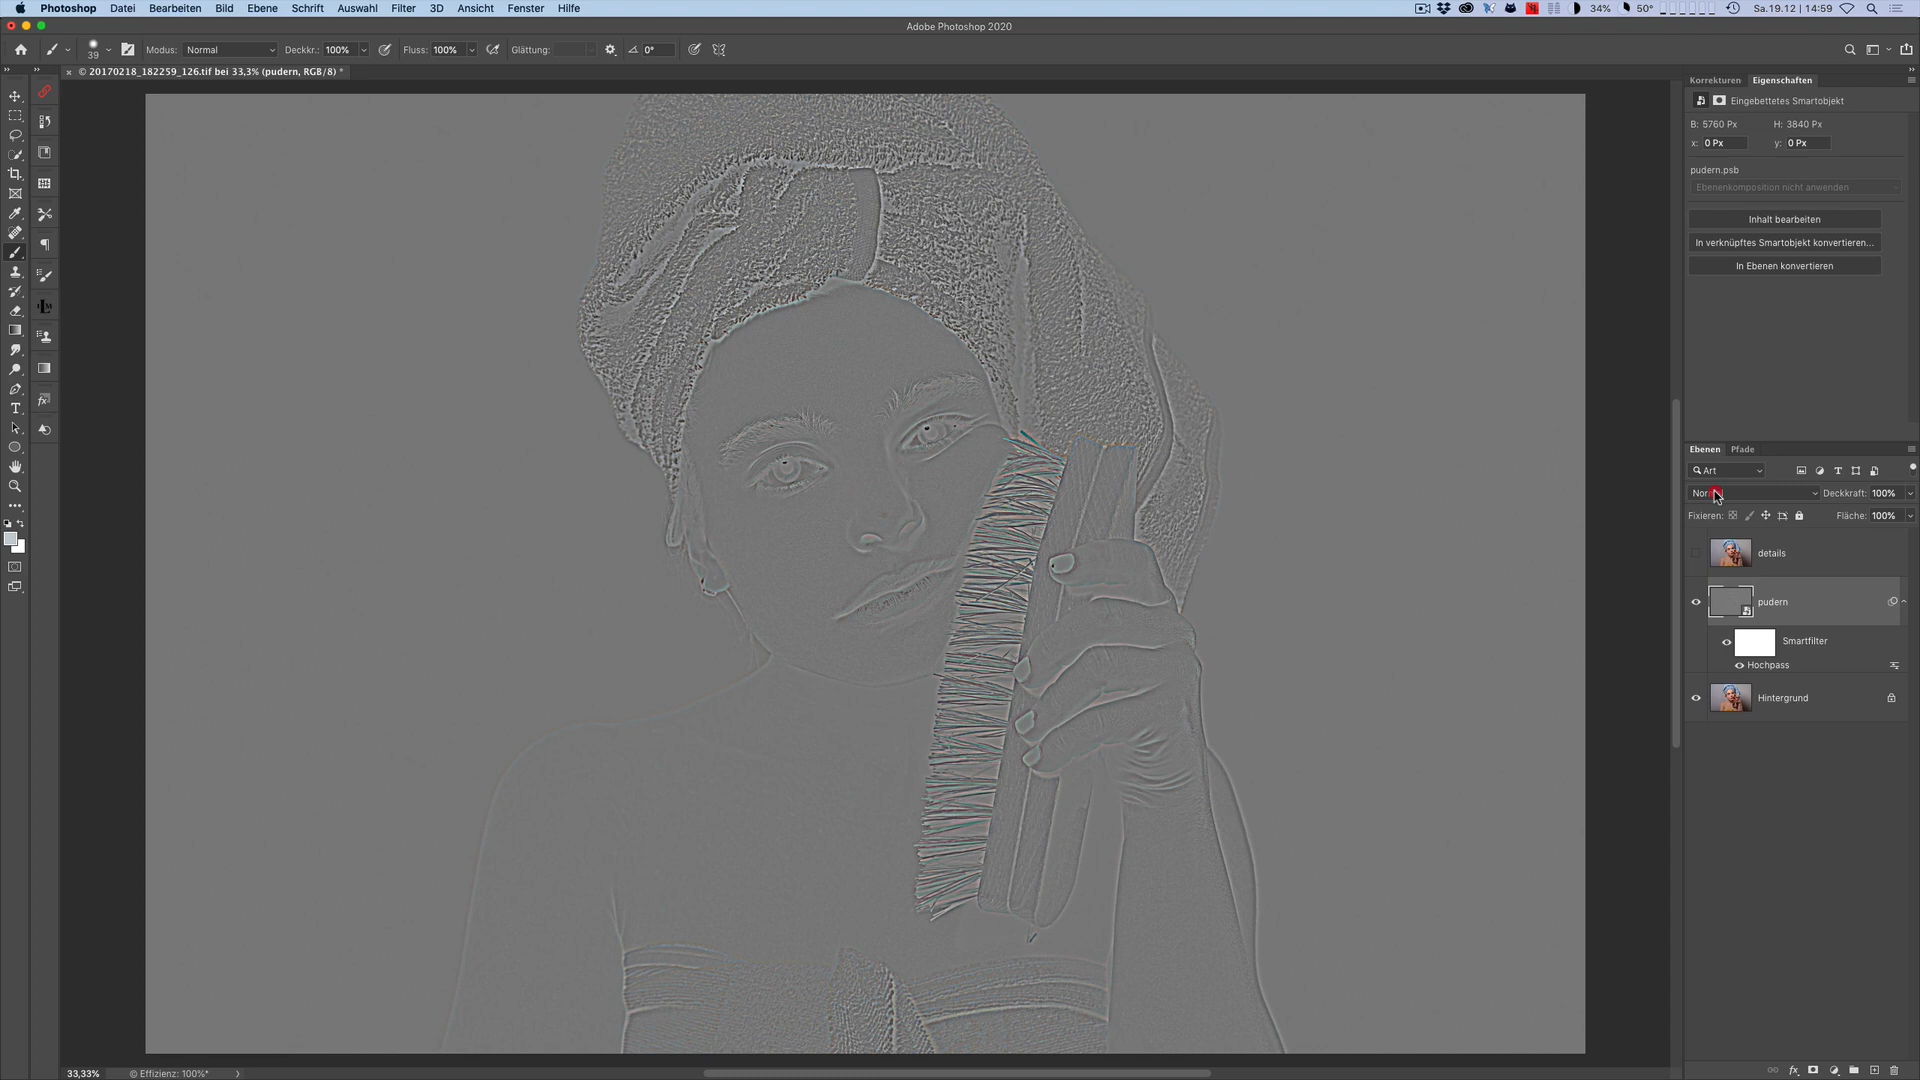 Photoshop Datei Bearbeiten Bild Ebene Schrift Auswahl Filter 3D Ansicht Fenster Hilfe 34% 50° Sa.19.12 | 14:59
Adobe Photoshop 2020
39 Modus: Normal Deckkr.: 100% Fluss: 100% Glättung: 0°
© 20170218_182259_126.tif bei 33,3% (pudern, RGB/8) *
Korrekturen Eigenschaften
Eingebettetes Smartobjekt
B: 5760 Px H: 3840 Px
x: 0 Px y: 0 Px
pudern.psb
Ebenenkomposition nicht anwenden
Inhalt bearbeiten
In verknüpftes Smartobjekt konvertieren...
In Ebenen konvertieren
Ebenen Pfade
Art
Deckkraft: 100%
Fixieren: Fläche: 100%
details
pudern
Smartfilter
Hochpass
Hintergrund
33,33% © Effizienz: 100%*